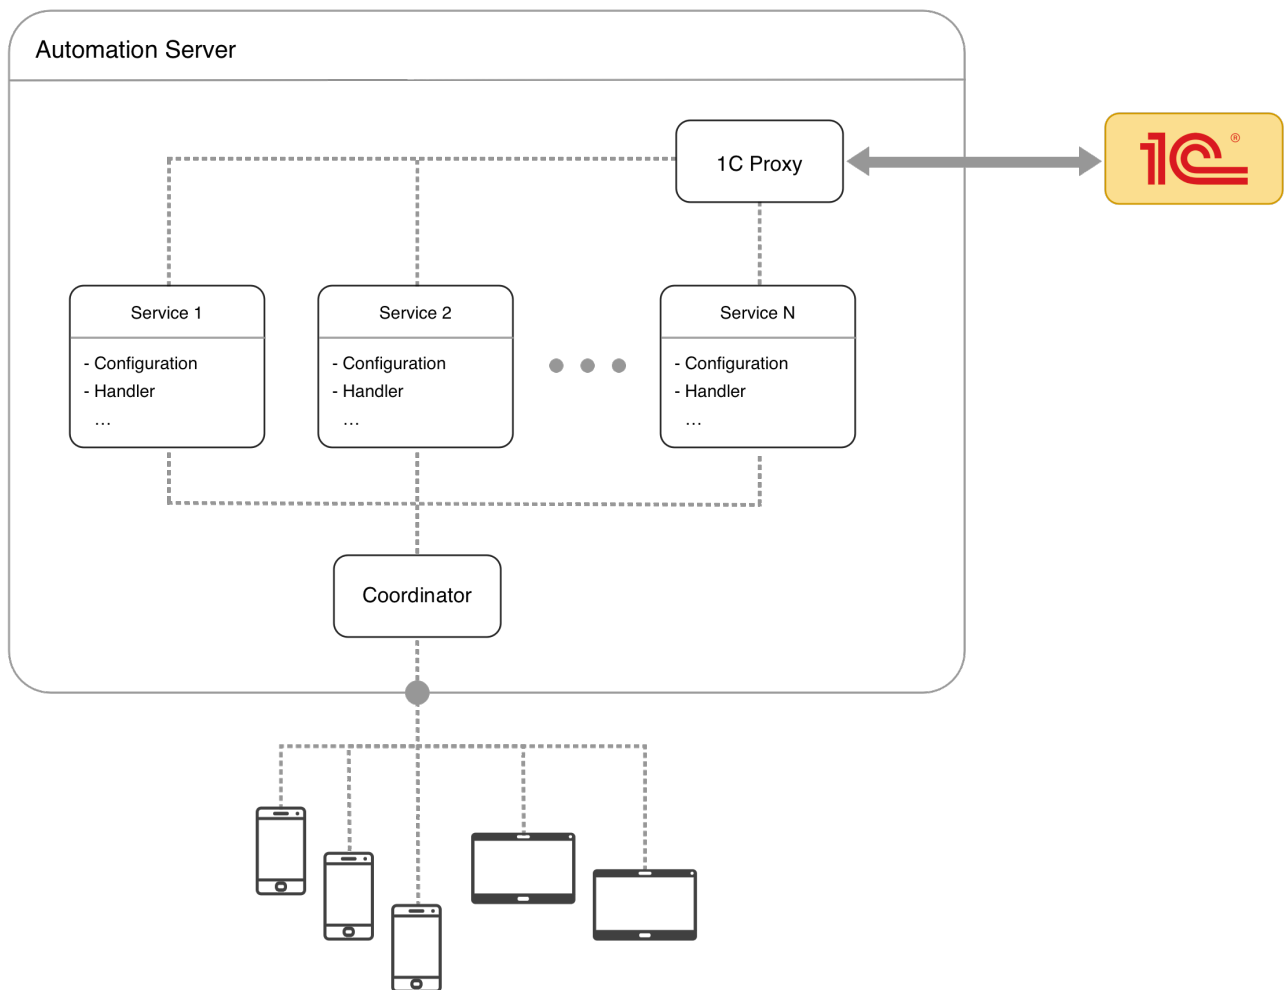 Automation Server
1C Proxy
1C ®
Service 1
- Configuration
- Handler
...
Service 2
- Configuration
- Handler
...
Service N
- Configuration
- Handler
...
Coordinator